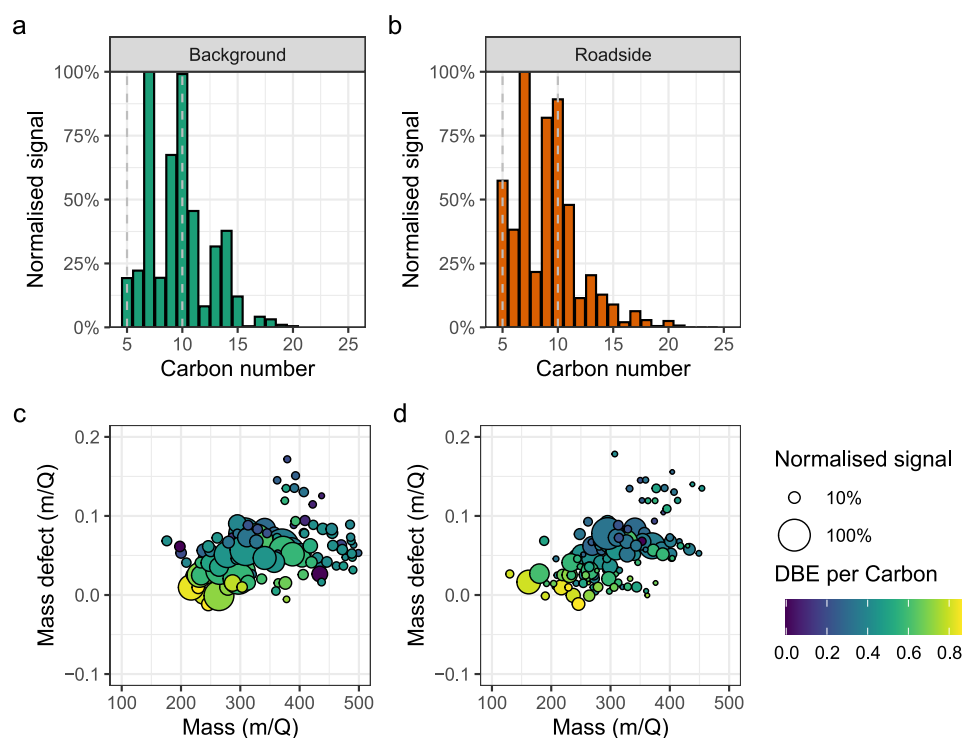 a
Background
Normalised signal
100%
75%
50%
25%
0%
5 10 15 20 25
Carbon number
b
Roadside
Normalised signal
100%
75%
50%
25%
0%
5 10 15 20 25
Carbon number
c
Mass defect (m/Q)
0.2
0.1
0.0
−0.1
100 200 300 400 500
Mass (m/Q)
d
Mass defect (m/Q)
0.2
0.1
0.0
−0.1
100 200 300 400 500
Mass (m/Q)
Normalised signal
10%
100%
DBE per Carbon
0.0 0.2 0.4 0.6 0.8